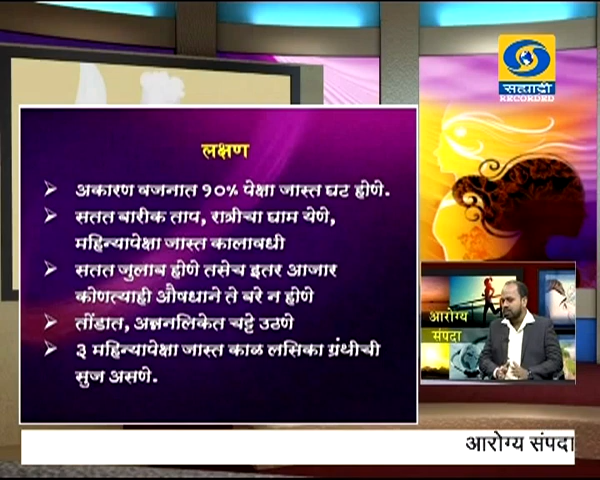 सह्याद्री
RECORDED
लक्षण
अकारण वजनात १०% पेक्षा जास्त घट होणे.
सतत बारीक ताप, रात्रीचा घाम येणे,
महिन्यापेक्षा जास्त कालावधी
सतत जुलाब होणे तसेच इतर आजार
कोणत्याही औषधाने ते बरे न होणे
तोंडात, अन्ननलिकेत चट्टे उठणे
३ महिन्यापेक्षा जास्त काळ लसिका ग्रंथीची
सुज असणे.
आरोग्य
संपदा
आरोग्य संपदा